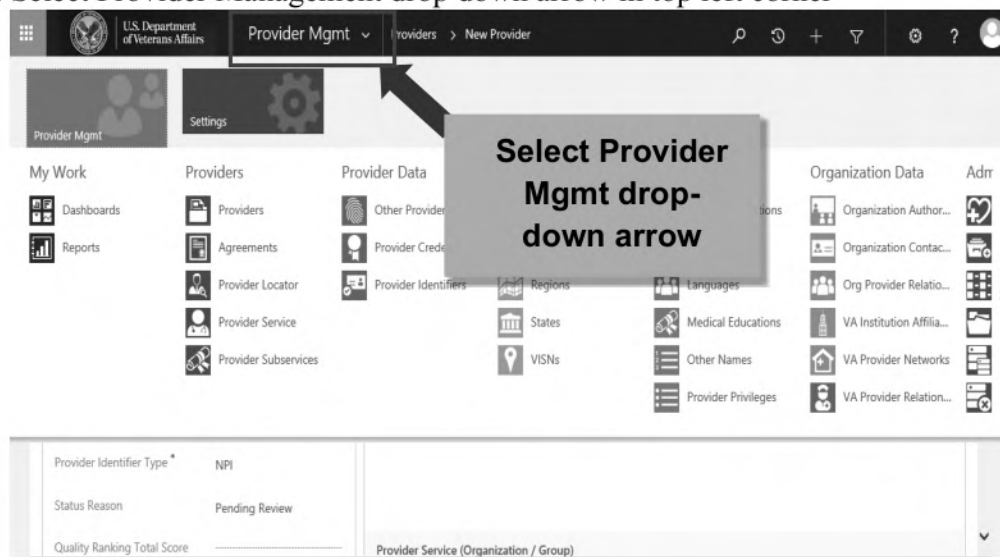 Select Provider Management drop down arrow in top left corner
U.S. Department
of Veterans Affairs
Provider Mgmt
Providers > New Provider
?
Provider Mgmt
Settings
Select Provider
Mgmt drop-
down arrow
My Work
Dashboards
Reports
Providers
Providers
Agreements
Provider Locator
Provider Service
Provider Subservices
Provider Data
Other Provider
Provider Crede
Provider Identifiers
Regions
States
VISNs
Languages
Medical Educations
Other Names
Provider Privileges
Organization Data
Organization Author...
Organization Contac...
Org Provider Relatio...
VA Institution Affilia...
VA Provider Networks
VA Provider Relation...
Provider Identifier Type * NPI
Status Reason Pending Review
Quality Ranking Total Score
Provider Service (Organization / Group)